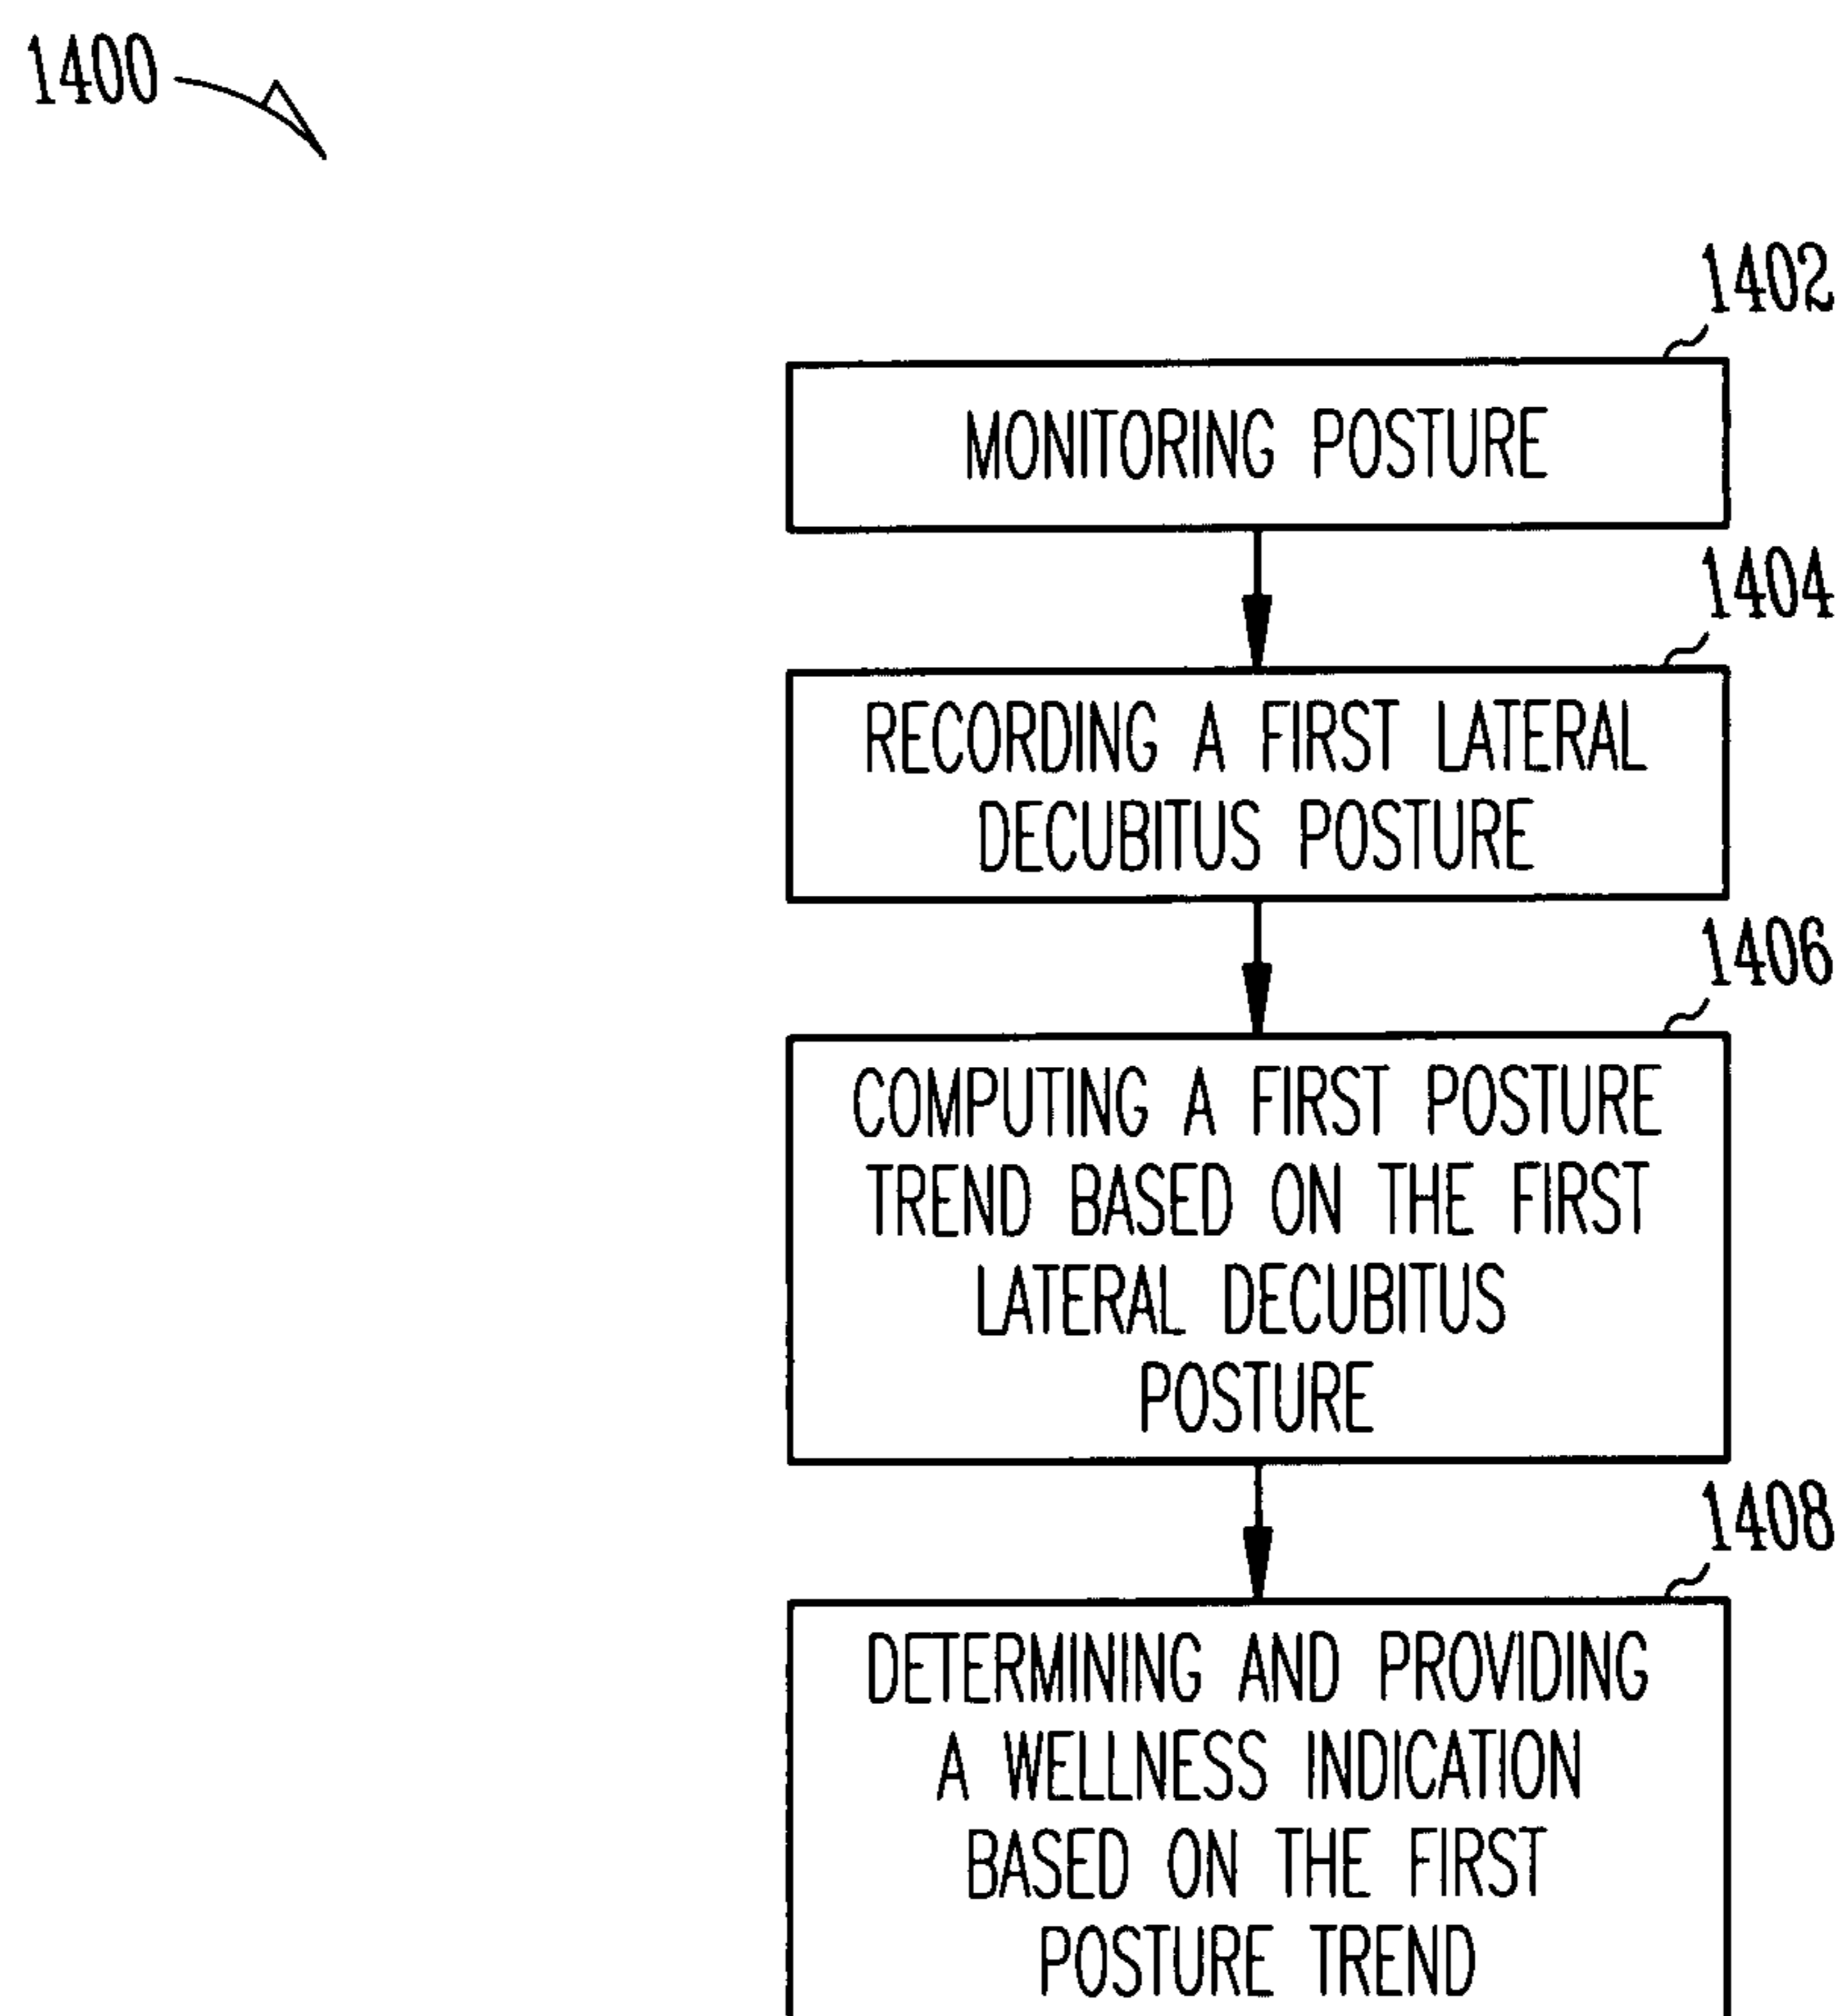 1400
1402
MONITORING POSTURE
1404
RECORDING A FIRST LATERAL
DECUBITUS POSTURE
1406
COMPUTING A FIRST POSTURE
TREND BASED ON THE FIRST
LATERAL DECUBITUS
POSTURE
1408
DETERMINING AND PROVIDING
A WELLNESS INDICATION
BASED ON THE FIRST
POSTURE TREND